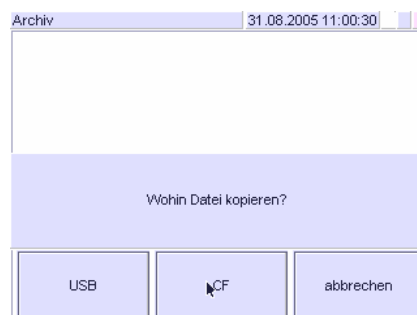 Archiv 31.08.2005 11:00:30
Wohin Datei kopieren?
USB CF abbrechen